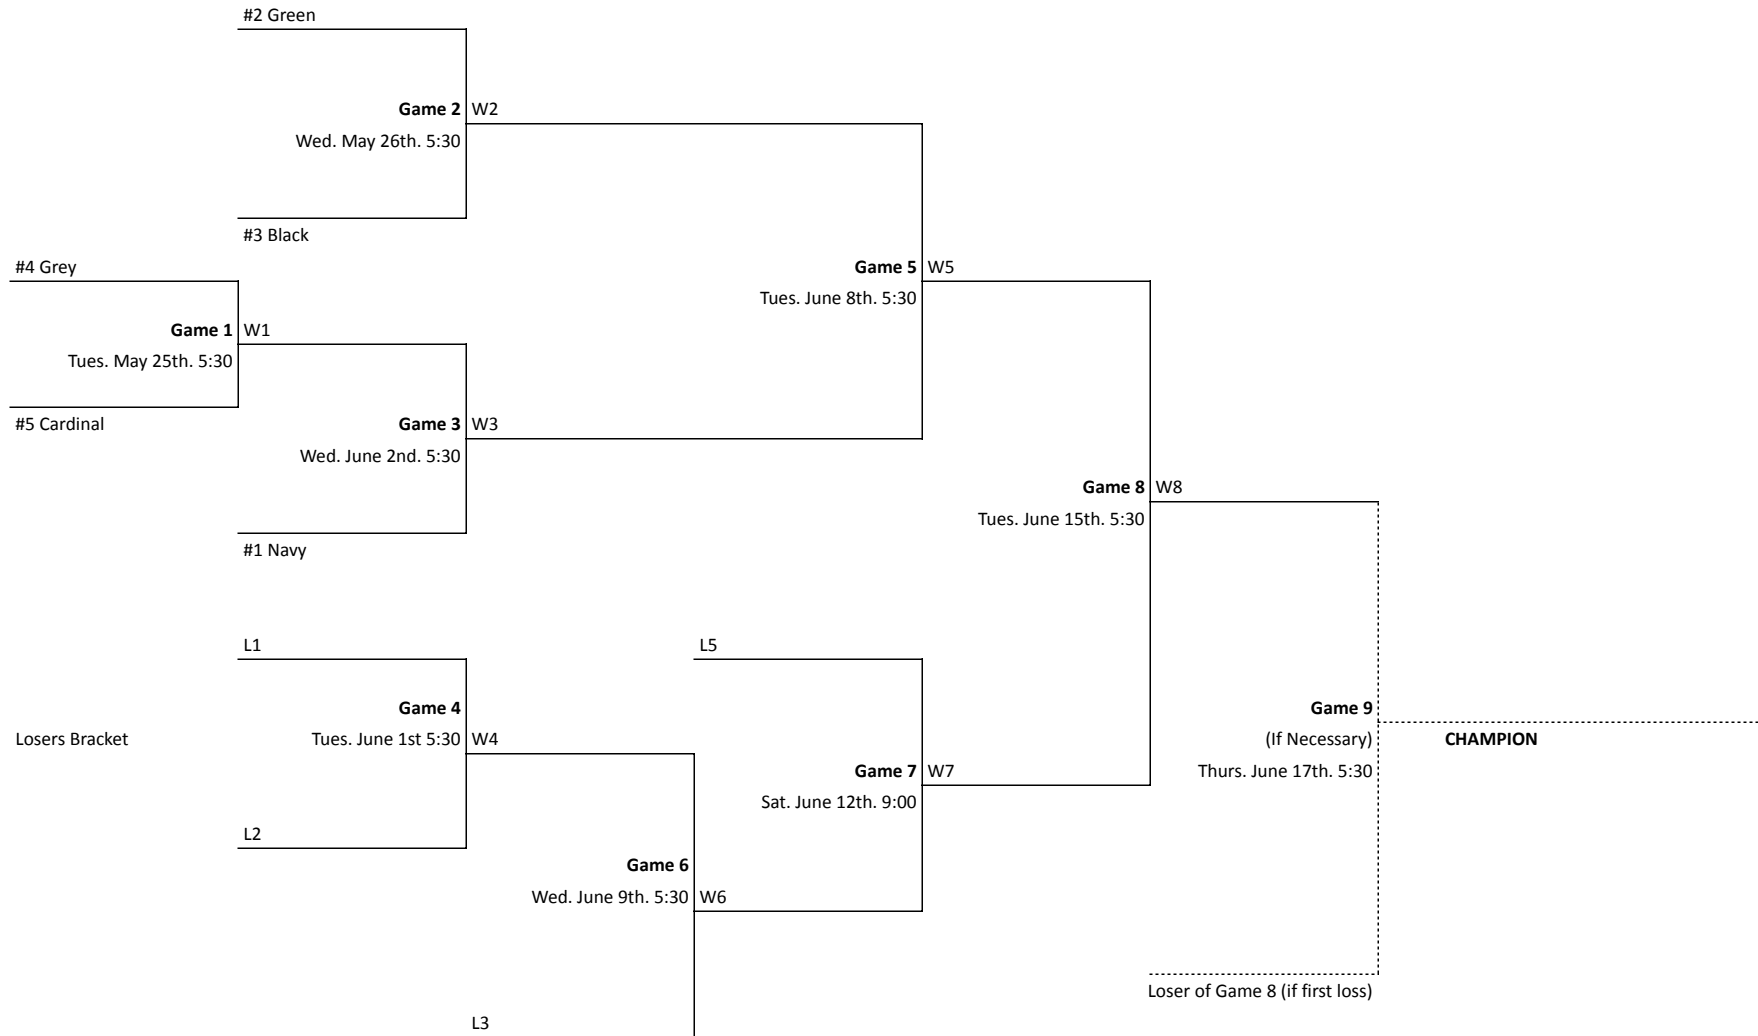 #2 Green
Game 2 W2
Wed. May 26th. 5:30
#3 Black
#4 Grey
Game 5 W5
Tues. June 8th. 5:30
Game 1 W1
Tues. May 25th. 5:30
#5 Cardinal
Game 3 W3
Wed. June 2nd. 5:30
Game 8 W8
Tues. June 15th. 5:30
#1 Navy
L1
L5
Game 4
Losers Bracket
Tues. June 1st 5:30 W4
Game 9
(If Necessary)
CHAMPION
Thurs. June 17th. 5:30
Game 7 W7
Sat. June 12th. 9:00
L2
Game 6
Wed. June 9th. 5:30 W6
Loser of Game 8 (if first loss)
L3